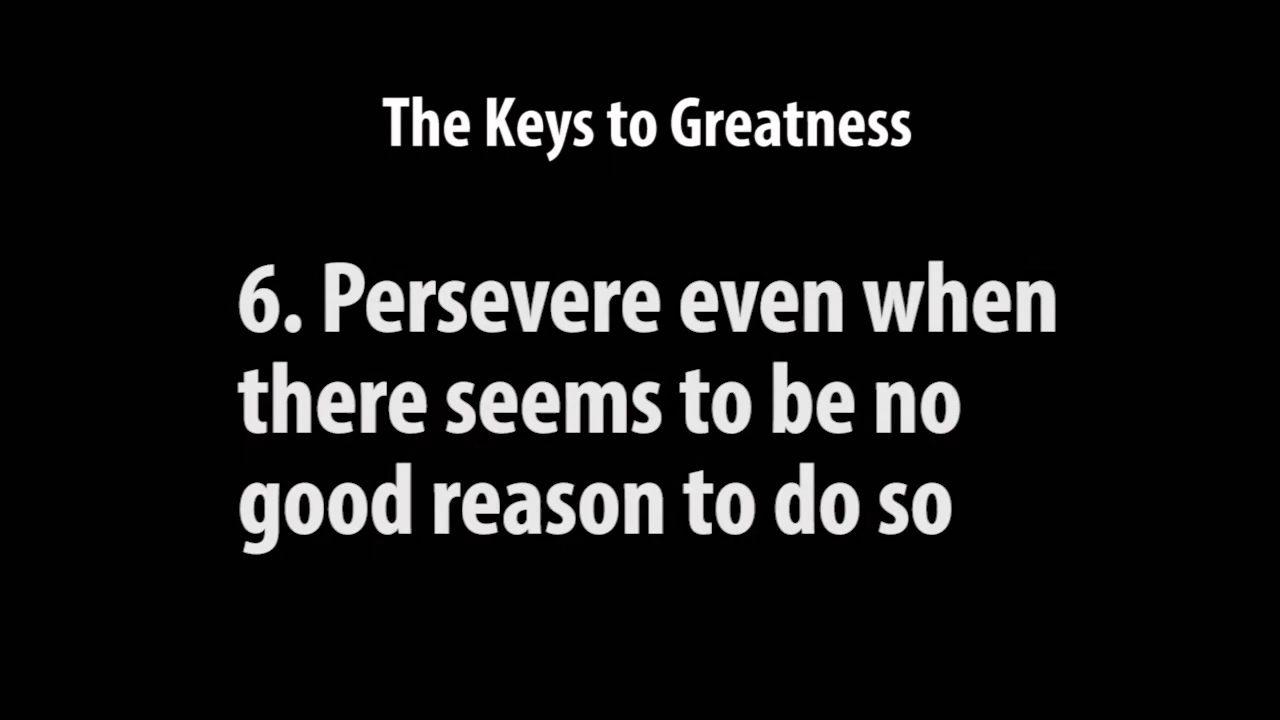 The Keys to Greatness
6. Persevere even when
there seems to be no
good reason to do so